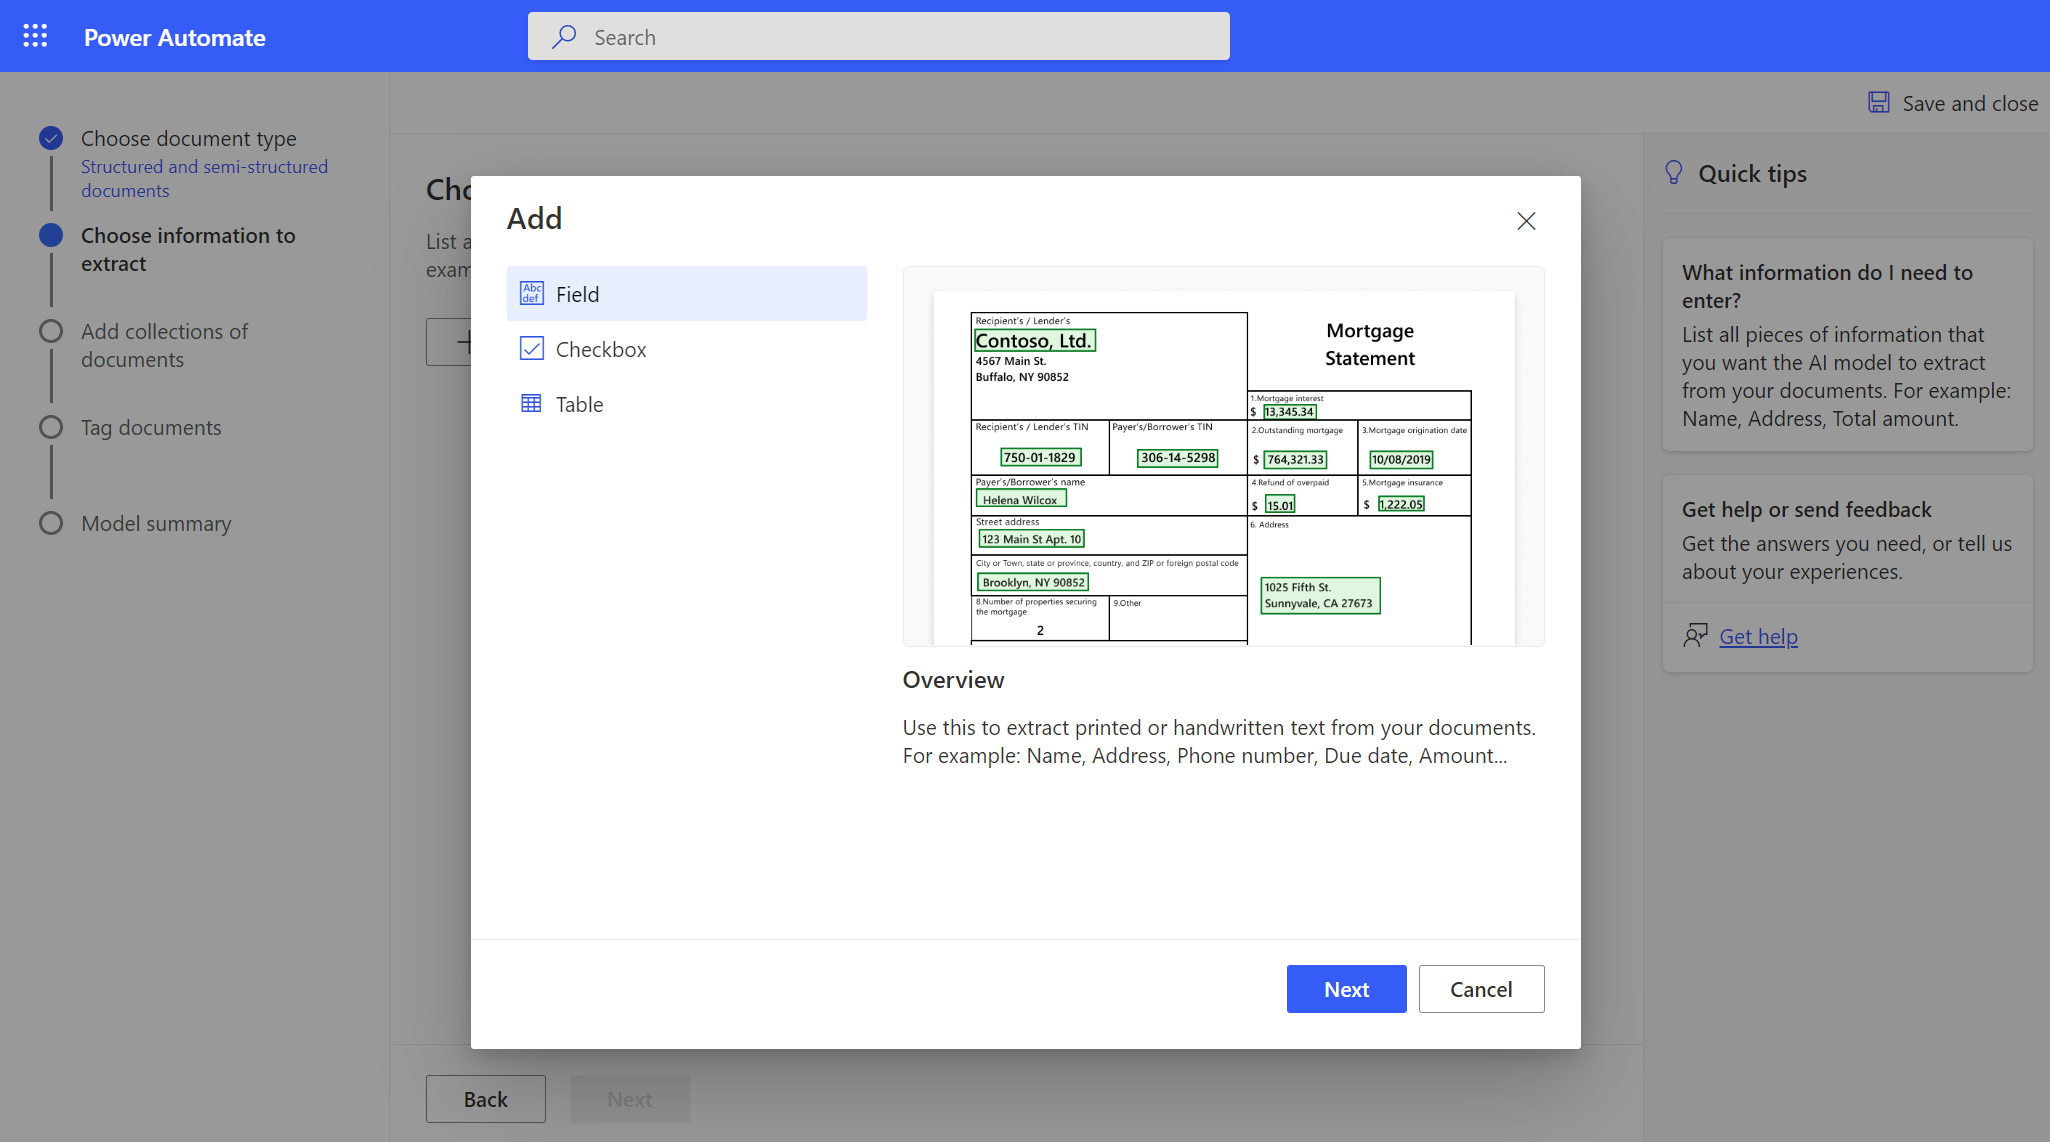 Power Automate
Search
Save and close
Choose document type
Structured and semi-structured
documents
Choose information to
extract
Add collections of
documents
Tag documents
Model summary
Cho
List a
exam
Add
Abc
def
Field
Checkbox
Table
Recipient's / Lender's
Contoso, Ltd.
4567 Main St.
Buffalo, NY 90852
Mortgage
Statement
1.Mortgage interest
$ 13,345.34
Recipient's / Lender's TIN
750-01-1829
Payer's/Borrower's TIN
306-14-5298
2.Outstanding mortgage
$ 764,321.33
3.Mortgage origination date
10/08/2019
Payer's/Borrower's name
Helena Wilcox
4.Refund of overpaid
$ 15.01
5.Mortgage insurance
$ 1,222.05
Street address
123 Main St Apt. 10
6. Address
1025 Fifth St.
Sunnyvale, CA 27673
City or Town, state or province, country, and ZIP or foreign postal code
Brooklyn, NY 90852
8.Number of properties securing
the mortgage
2
9.Other
Overview
Use this to extract printed or handwritten text from your documents.
For example: Name, Address, Phone number, Due date, Amount...
Next
Cancel
Back
Next
Quick tips
What information do I need to
enter?
List all pieces of information that
you want the AI model to extract
from your documents. For example:
Name, Address, Total amount.
Get help or send feedback
Get the answers you need, or tell us
about your experiences.
Get help